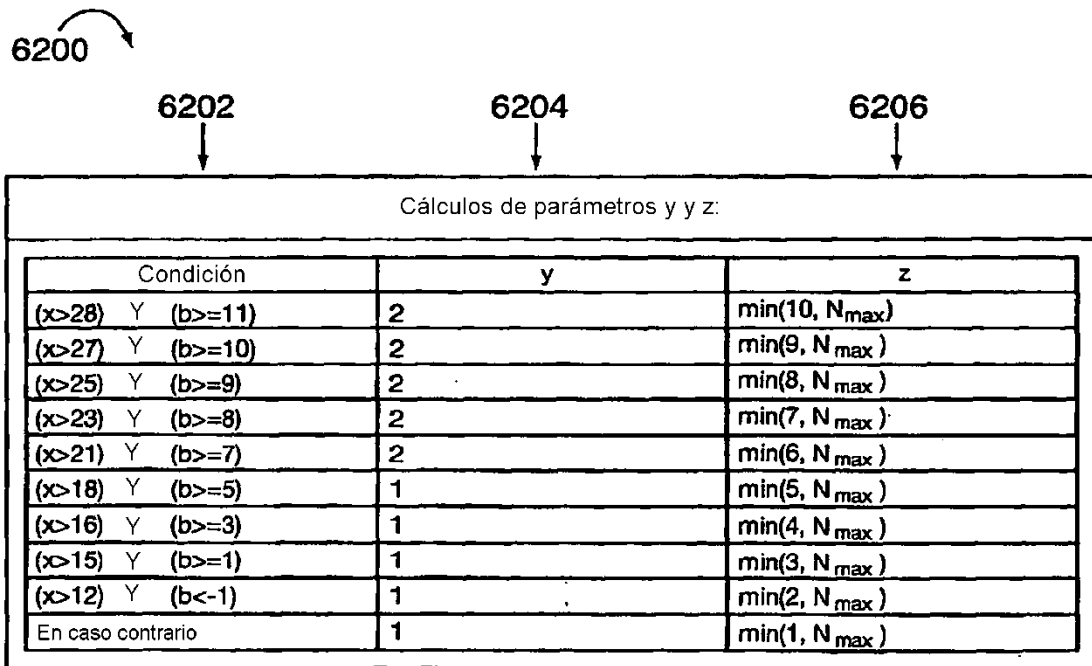 6200
6202 6204 6206
Cálculos de parámetros y y z:
Condición y z
(x>28) Y (b>=11) 2 min(10, Nmax)
(x>27) Y (b>=10) 2 min(9, Nmax )
(x>25) Y (b>=9) 2 min(8, Nmax )
(x>23) Y (b>=8) 2 min(7, Nmax )
(x>21) Y (b>=7) 2 min(6, Nmax )
(x>18) Y (b>=5) 1 min(5, Nmax )
(x>16) Y (b>=3) 1 min(4, Nmax )
(x>15) Y (b>=1) 1 min(3, Nmax )
(x>12) Y (b<-1) 1 min(2, Nmax )
En caso contrario 1 min(1, Nmax )